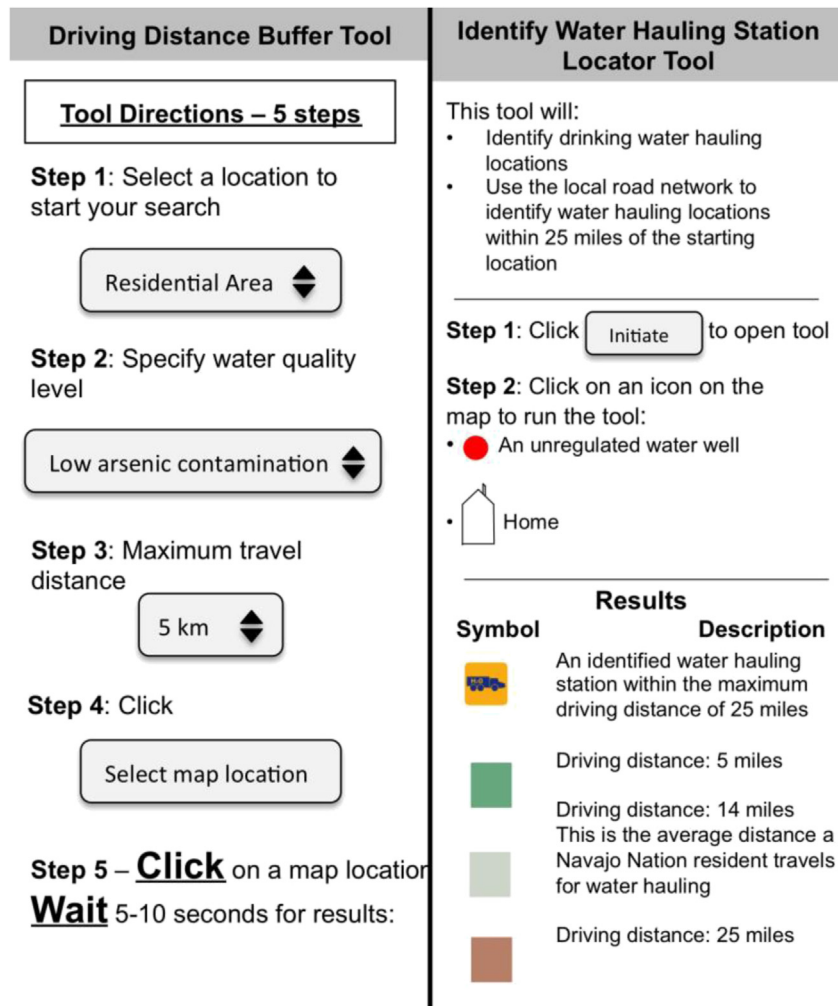 Driving Distance Buffer Tool
Tool Directions – 5 steps
Step 1: Select a location to
start your search
Residential Area
Step 2: Specify water quality
level
Low arsenic contamination
Step 3: Maximum travel
distance
5 km
Step 4: Click
Select map location
Step 5 – Click on a map location
Wait 5-10 seconds for results:
Identify Water Hauling Station
Locator Tool
This tool will:
• Identify drinking water hauling
locations
• Use the local road network to
identify water hauling locations
within 25 miles of the starting
location
Step 1: Click Initiate to open tool
Step 2: Click on an icon on the
map to run the tool:
• An unregulated water well
• Home
Results
Symbol Description
H2O
An identified water hauling
station within the maximum
driving distance of 25 miles
Driving distance: 5 miles
Driving distance: 14 miles
This is the average distance a
Navajo Nation resident travels
for water hauling
Driving distance: 25 miles